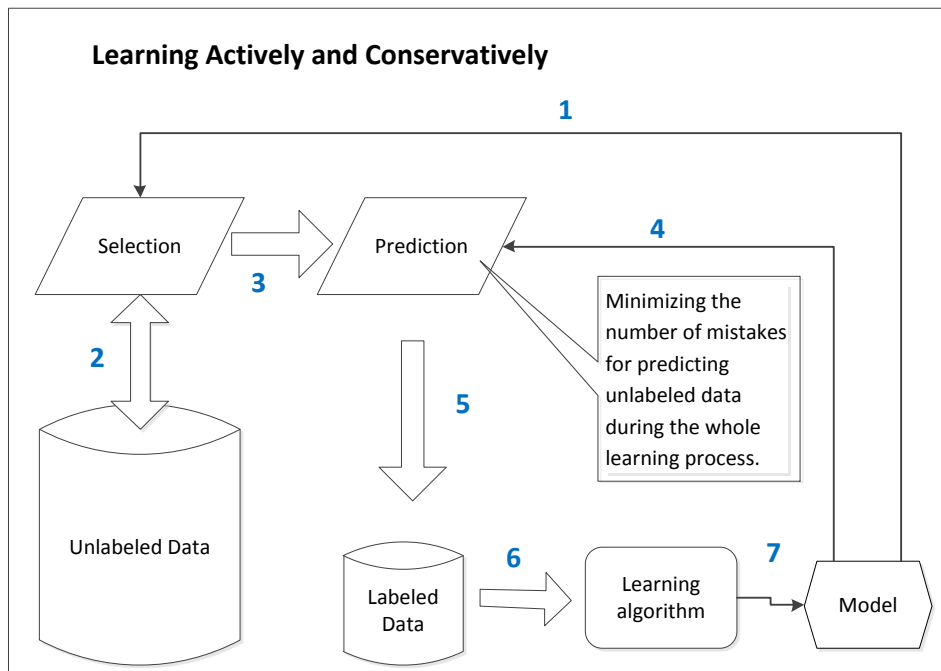 Learning Actively and Conservatively
1
Selection
3
Prediction
4
Minimizing the
number of mistakes
for predicting
unlabeled data
during the whole
learning process.
2
5
Unlabeled Data
Labeled
Data
6
Learning
algorithm
7
Model